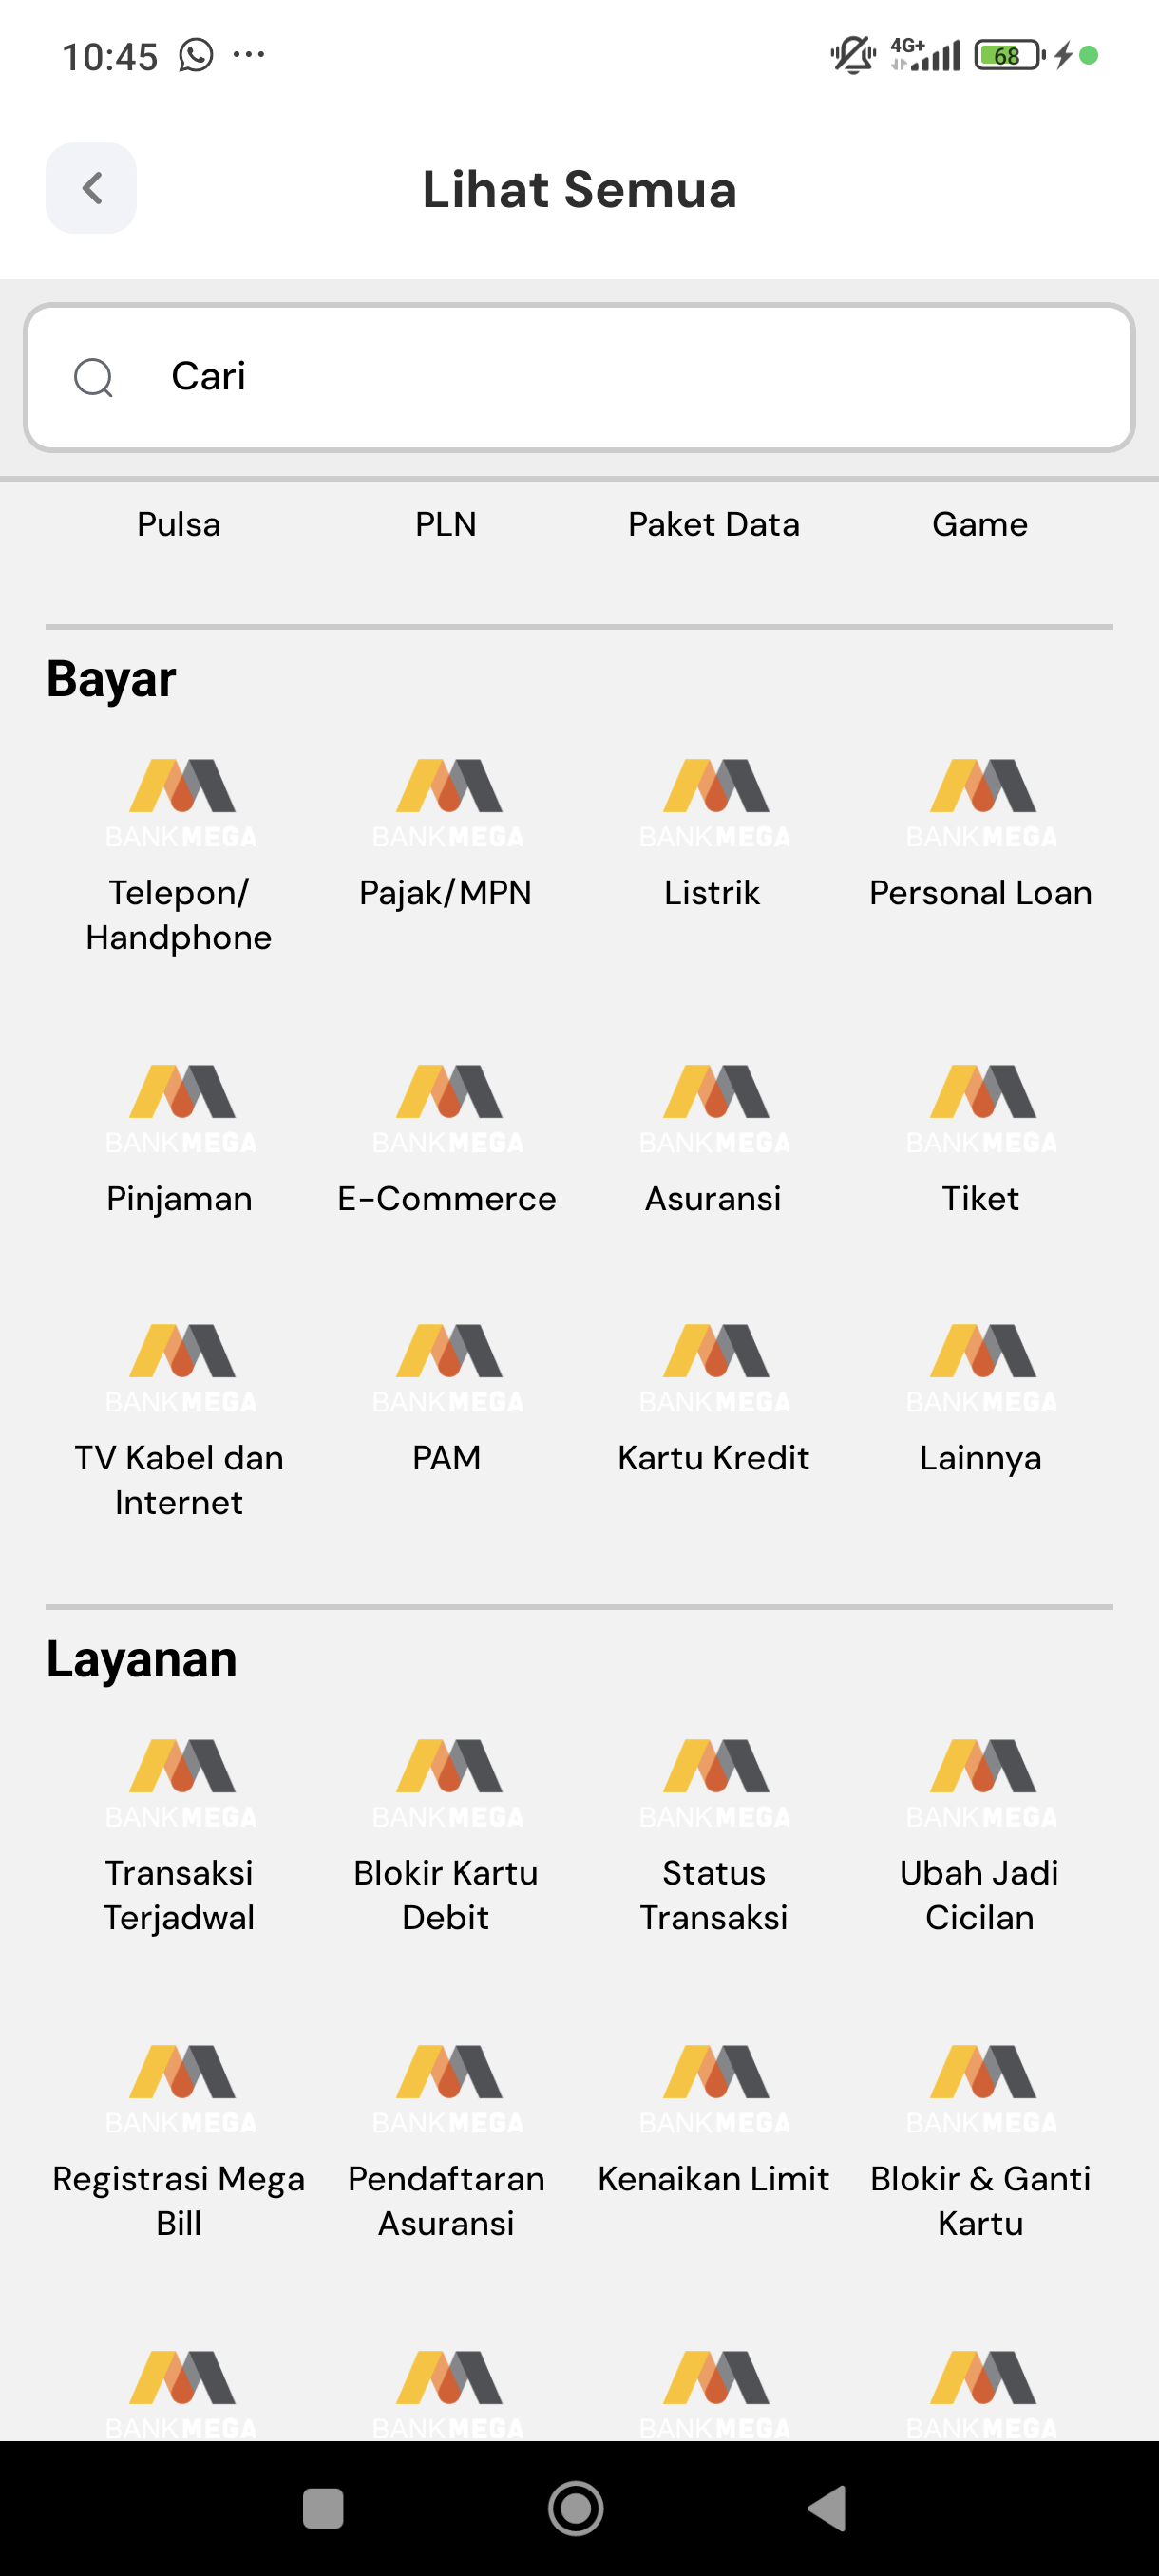 10:45
4G+
68
Lihat Semua
Cari
Pulsa PLN Paket Data Game
Bayar
BANKMEGA BANKMEGA BANKMEGA BANKMEGA
Telepon/ Pajak/MPN Listrik Personal Loan
Handphone
BANKMEGA BANKMEGA BANKMEGA BANKMEGA
Pinjaman E-Commerce Asuransi Tiket
BANKMEGA BANKMEGA BANKMEGA BANKMEGA
TV Kabel dan PAM Kartu Kredit Lainnya
Internet
Layanan
BANKMEGA BANKMEGA BANKMEGA BANKMEGA
Transaksi Blokir Kartu Status Ubah Jadi
Terjadwal Debit Transaksi Cicilan
BANKMEGA BANKMEGA BANKMEGA BANKMEGA
Registrasi Mega Pendaftaran Kenaikan Limit Blokir & Ganti
Bill Asuransi Kartu
BANKMEGA BANKMEGA BANKMEGA BANKMEGA